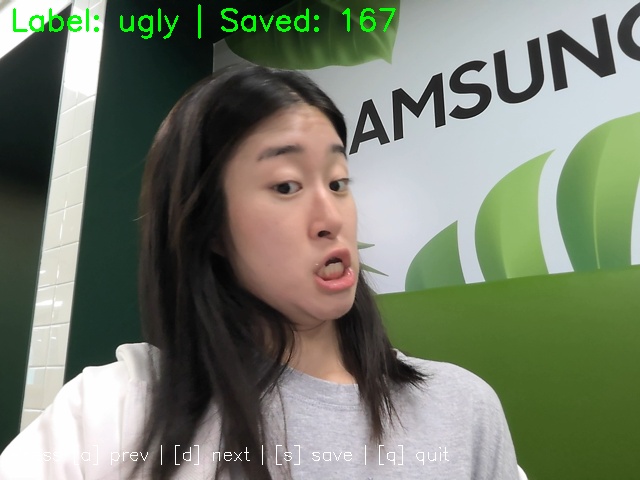 Label: ugly | Saved: 167
AMSUNG
a] prev | [d] next | [s] save | [q] quit